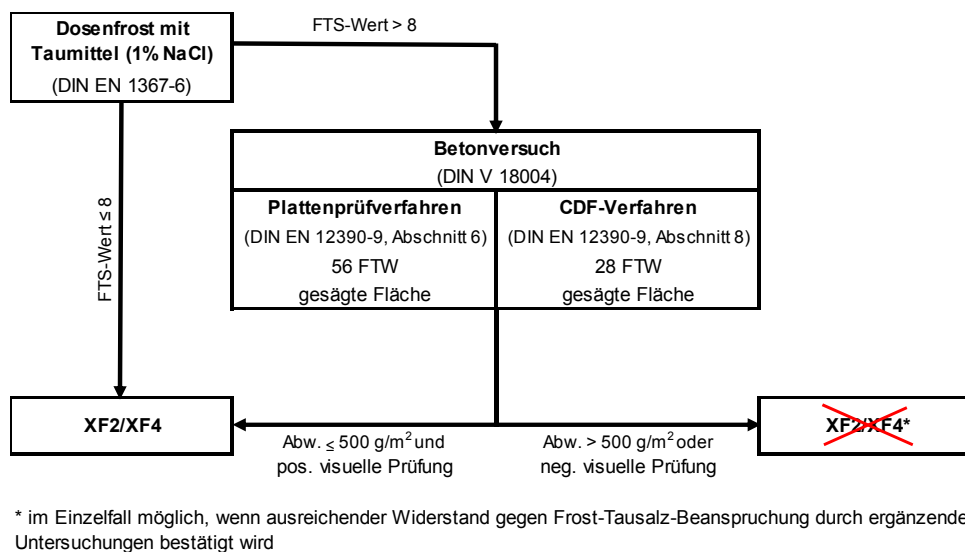 Dosenfrost mit
Taumittel (1% NaCl)
(DIN EN 1367-6)
FTS-Wert > 8
FTS-Wert ≤ 8
Betonversuch
(DIN V 18004)
Plattenprüfverfahren
(DIN EN 12390-9, Abschnitt 6)
56 FTW
gesägte Fläche
CDF-Verfahren
(DIN EN 12390-9, Abschnitt 8)
28 FTW
gesägte Fläche
XF2/XF4
Abw. ≤ 500 g/m² und
pos. visuelle Prüfung
Abw. > 500 g/m² oder
neg. visuelle Prüfung
XF2/XF4*
* im Einzelfall möglich, wenn ausreichender Widerstand gegen Frost-Tausalz-Beanspruchung durch ergänzende
Untersuchungen bestätigt wird